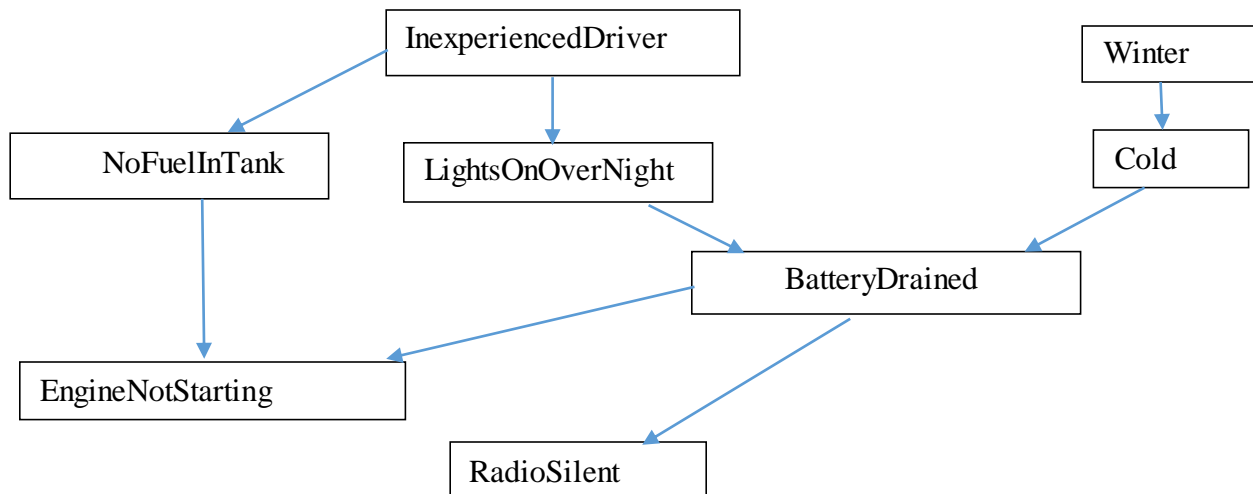 InexperiencedDriver
Winter
NoFuelInTank
LightsOnOverNight
Cold
BatteryDrained
EngineNotStarting
RadioSilent